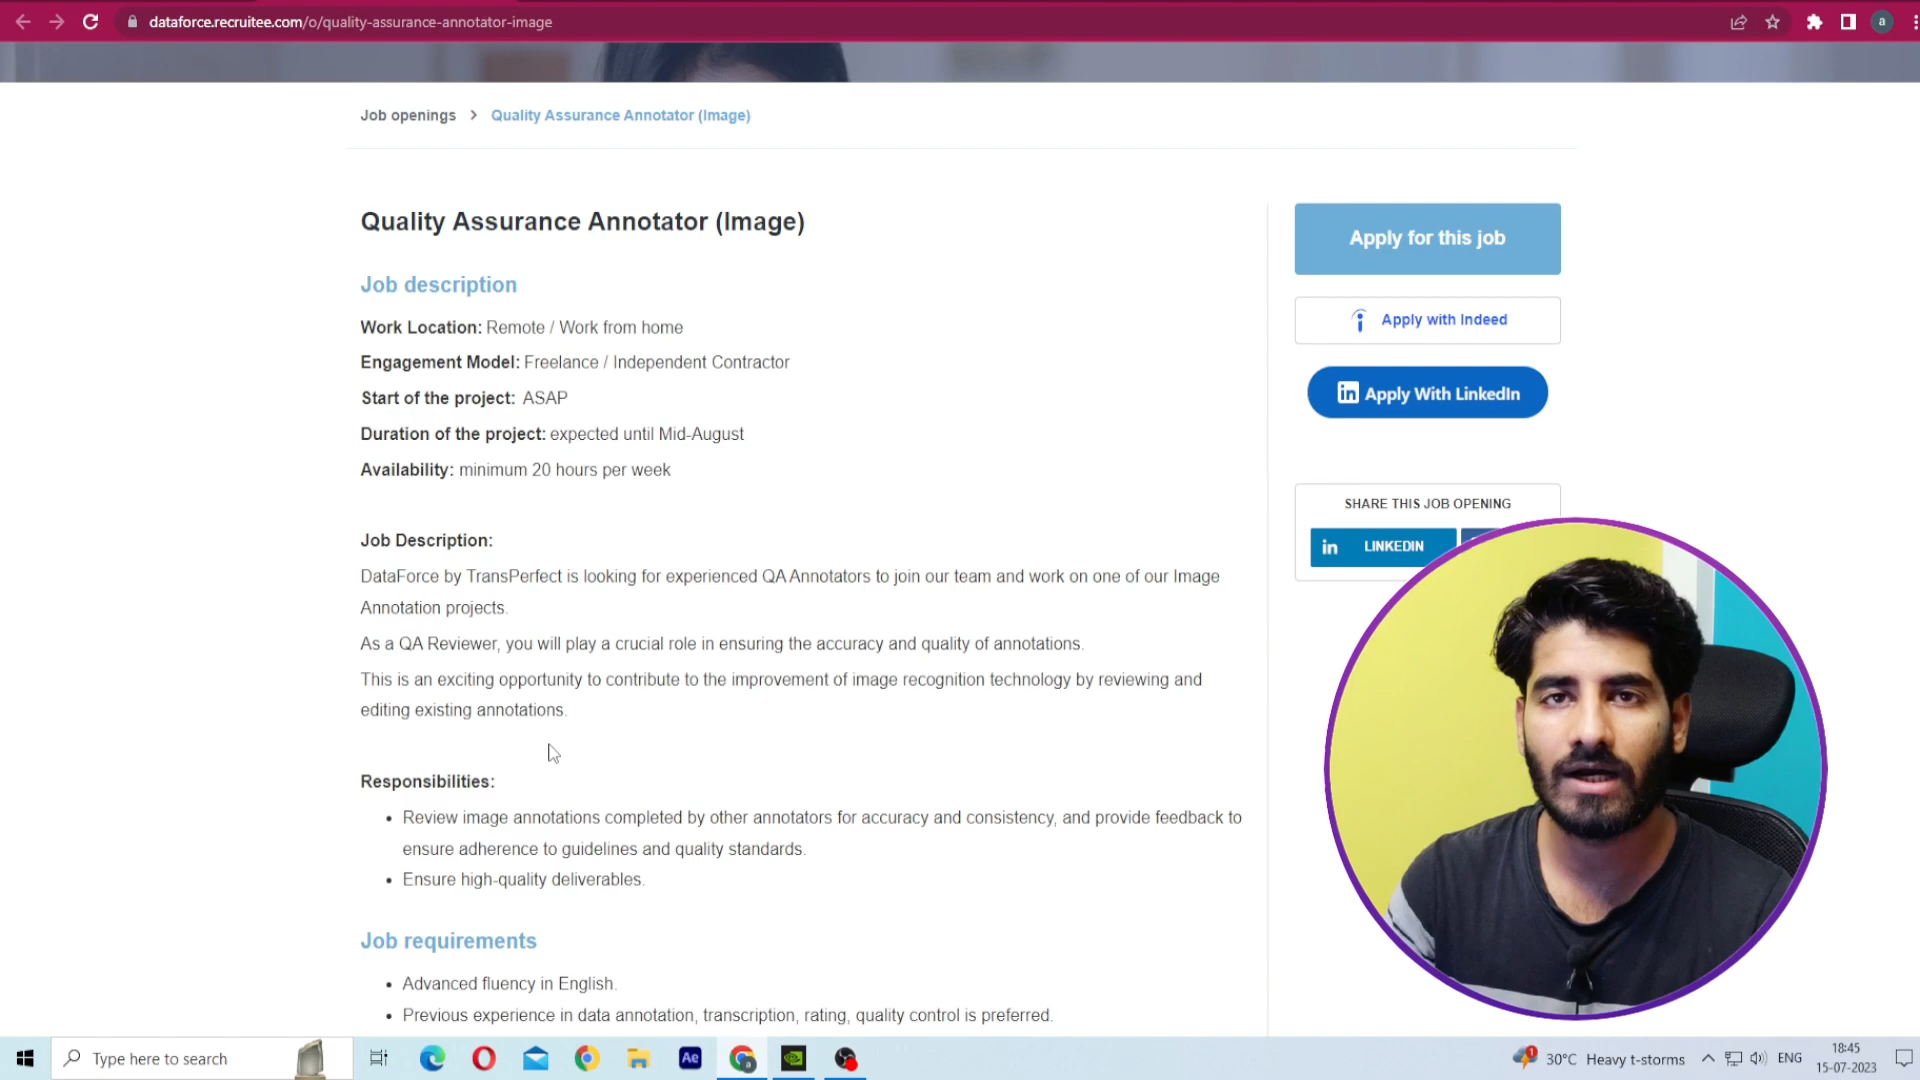 dataforce.recruitee.com/o/quality-assurance-annotator-image
a
Job openings > Quality Assurance Annotator (Image)
Quality Assurance Annotator (Image)
Job description
Work Location: Remote / Work from home
Engagement Model: Freelance / Independent Contractor
Start of the project: ASAP
Duration of the project: expected until Mid-August
Availability: minimum 20 hours per week
Job Description:
DataForce by TransPerfect is looking for experienced QA Annotators to join our team and work on one of our Image
Annotation projects.
As a QA Reviewer, you will play a crucial role in ensuring the accuracy and quality of annotations.
This is an exciting opportunity to contribute to the improvement of image recognition technology by reviewing and
editing existing annotations.
Responsibilities:
• Review image annotations completed by other annotators for accuracy and consistency, and provide feedback to
ensure adherence to guidelines and quality standards.
• Ensure high-quality deliverables.
Job requirements
• Advanced fluency in English.
• Previous experience in data annotation, transcription, rating, quality control is preferred.
Apply for this job
Apply with Indeed
in Apply With LinkedIn
SHARE THIS JOB OPENING
in LINKEDIN
Type here to search
Ae
a
1
30°C Heavy t-storms
ENG
18:45
15-07-2023